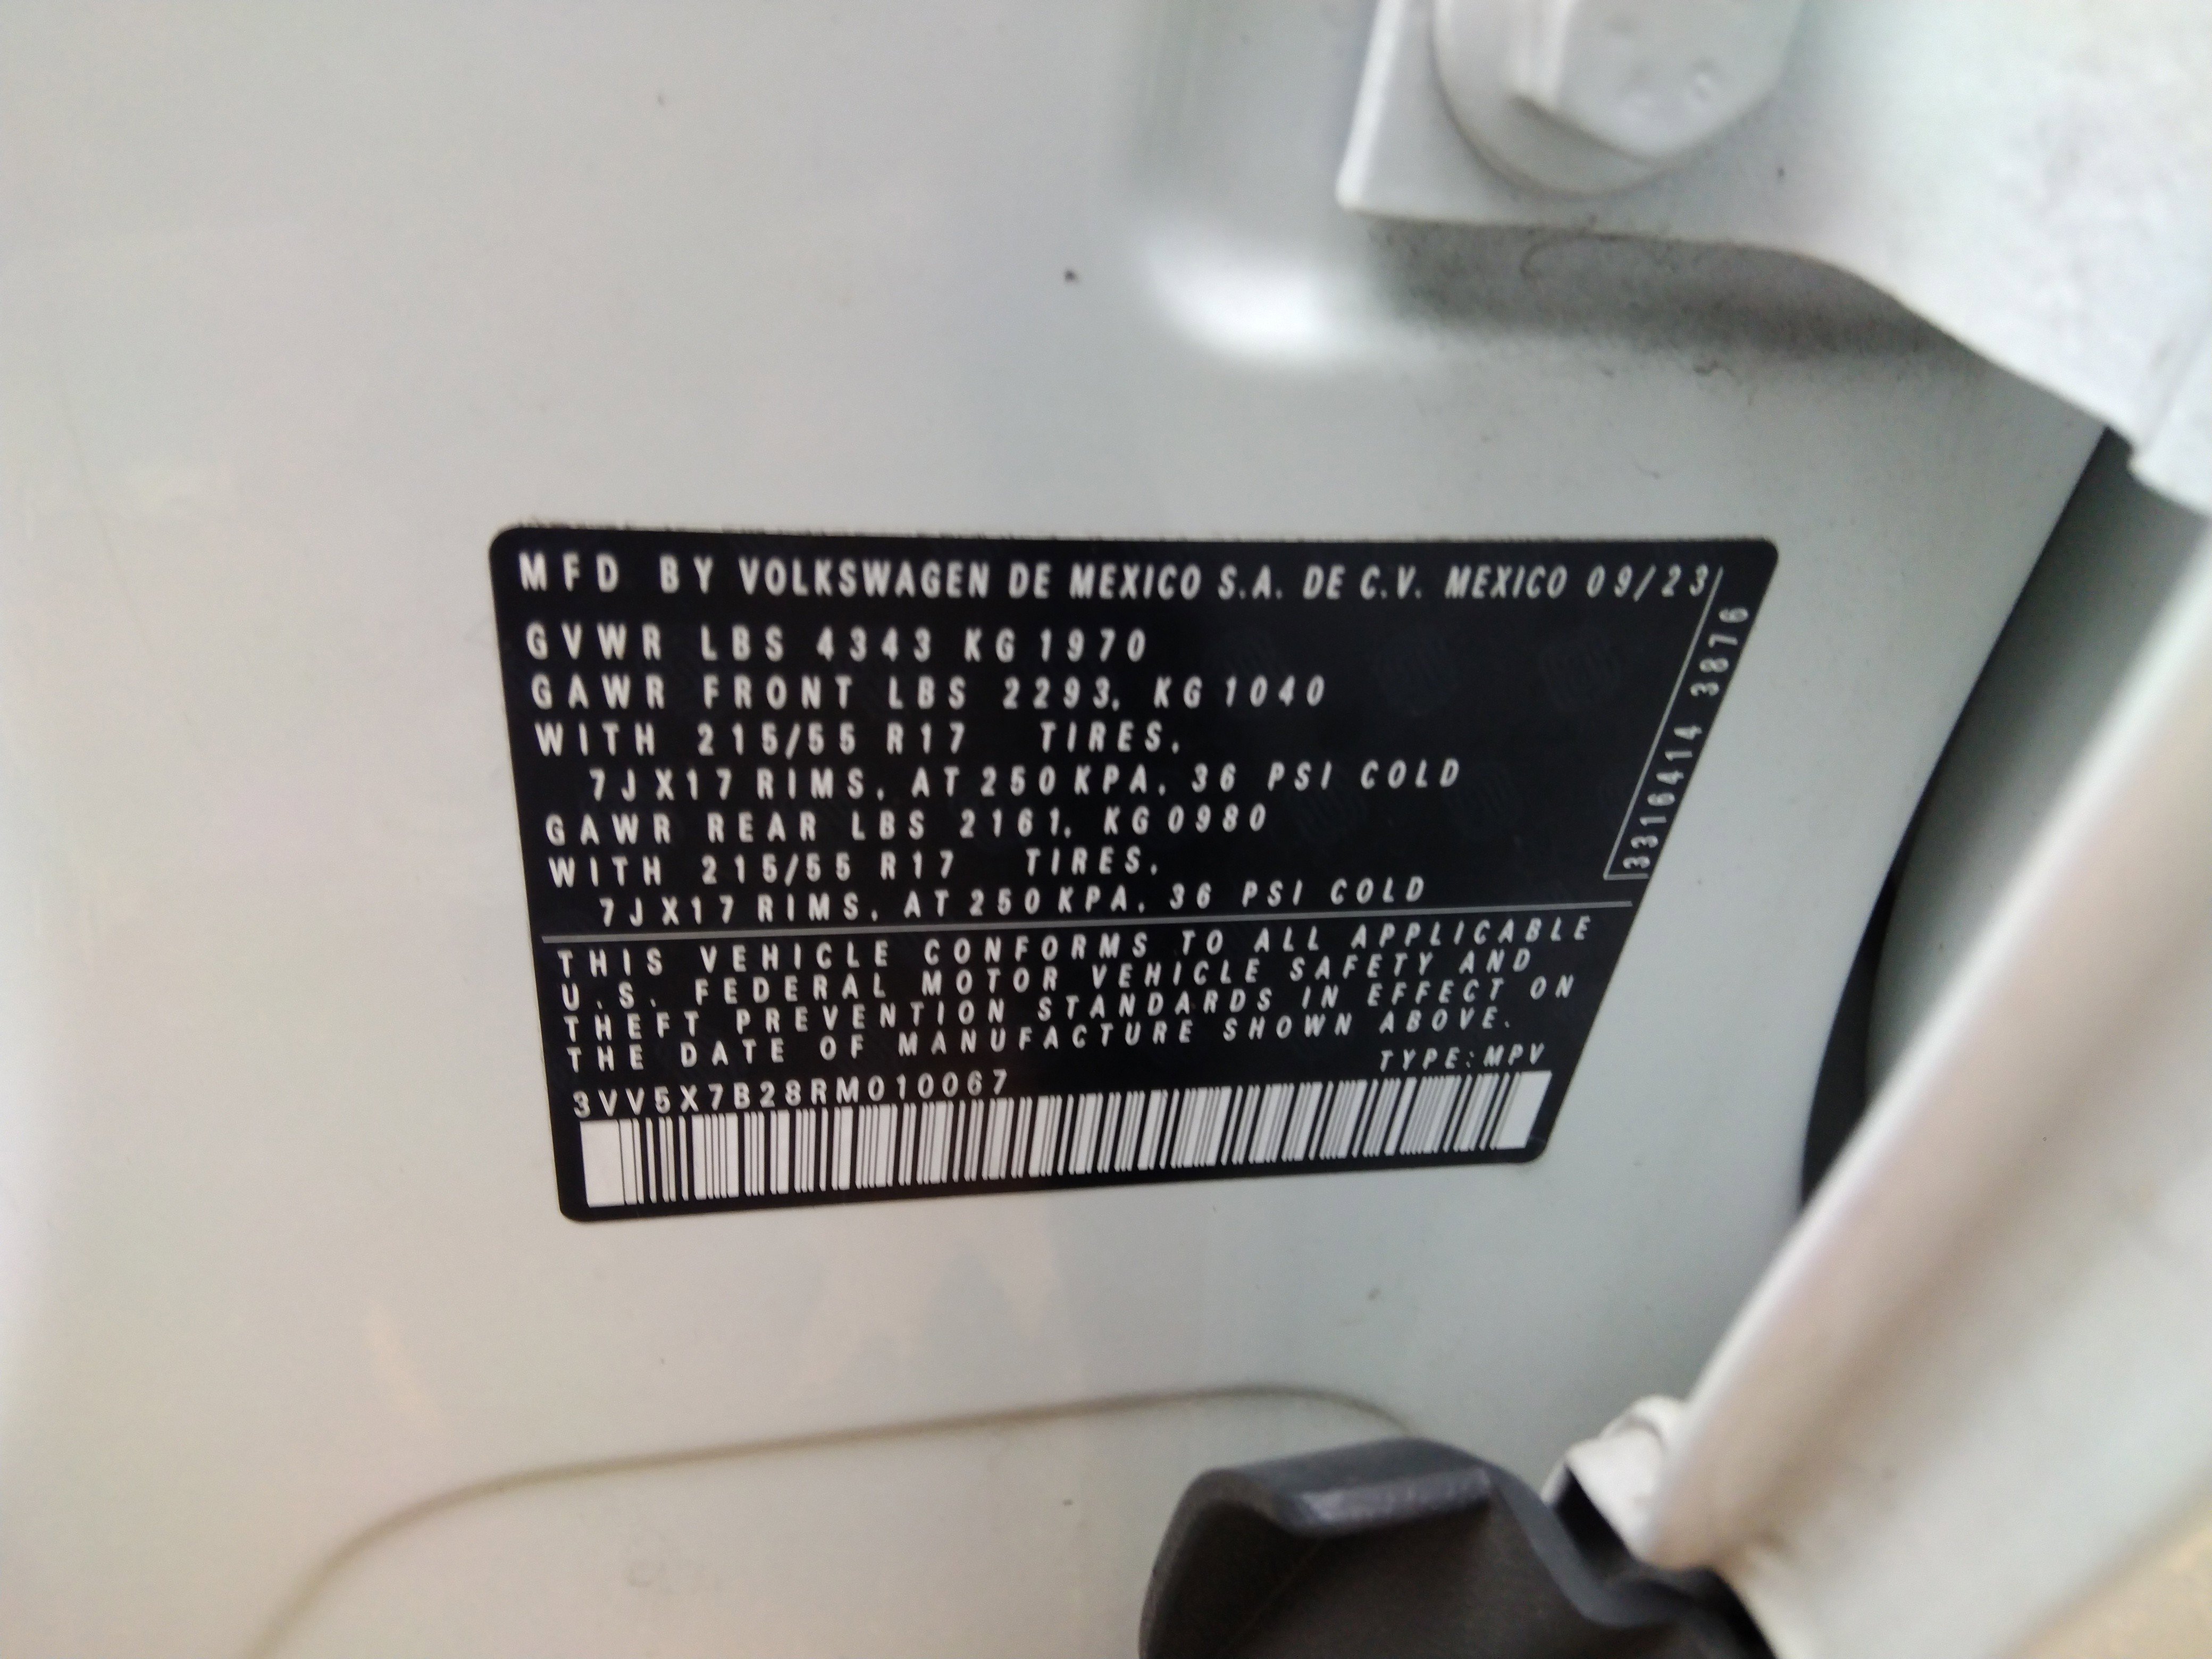 MFD BY VOLKSWAGEN DE MEXICO S.A. DE C.V. MEXICO 09/23
GVWR LBS 4343 KG 1970
GAWR FRONT LBS 2293, KG 1040
WITH 215/55 R17 TIRES,
7JX17 RIMS, AT 250 KPA, 36 PSI COLD
GAWR REAR LBS 2161, KG 0980
WITH 215/55 R17 TIRES,
7JX17 RIMS, AT 250 KPA, 36 PSI COLD
3316414 3876
THIS VEHICLE CONFORMS TO ALL APPLICABLE
U.S. FEDERAL MOTOR VEHICLE SAFETY AND
THEFT PREVENTION STANDARDS IN EFFECT ON
THE DATE OF MANUFACTURE SHOWN ABOVE.
TYPE: MPV
3VV5X7B28RM010067